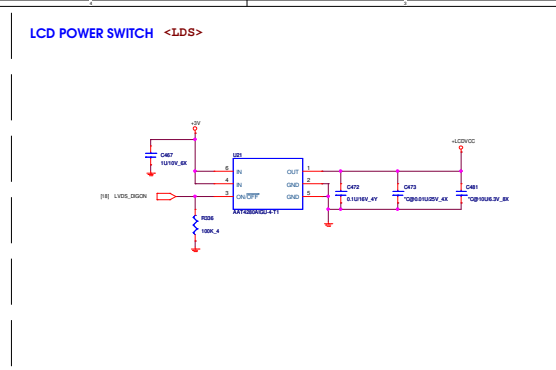 LCD POWER SWITCH <LDS>
+3V
+LCDVCC
C467
1U/10V_6X
U21
6 IN
4 IN
3 ON/OFF
OUT 1
GND 2
GND 5
AAT4280AIGU-4-T1
[18] LVDS_DIGON
R336
100K_4
C472
0.1U/16V_4Y
C473
*C@0.01U/25V_4X
C481
*C@10U/6.3V_8X